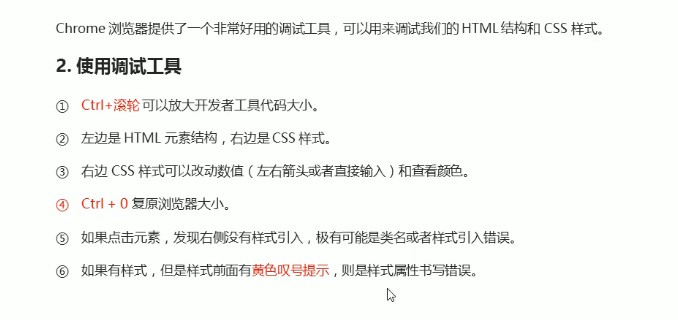 Chrome 浏览器提供了一个非常好用的调试工具，可以用来调试我们的 HTML 结构和 CSS 样式。
2. 使用调试工具
① Ctrl+滚轮 可以放大开发者工具代码大小。
② 左边是 HTML 元素结构，右边是 CSS 样式。
③ 右边 CSS 样式可以改动数值（左右箭头或者直接输入）和查看颜色。
④ Ctrl + 0 复原浏览器大小。
⑤ 如果点击元素，发现右侧没有样式引入，极有可能是类名或者样式引入错误。
⑥ 如果有样式，但是样式前面有黄色叹号提示，则是样式属性书写错误。